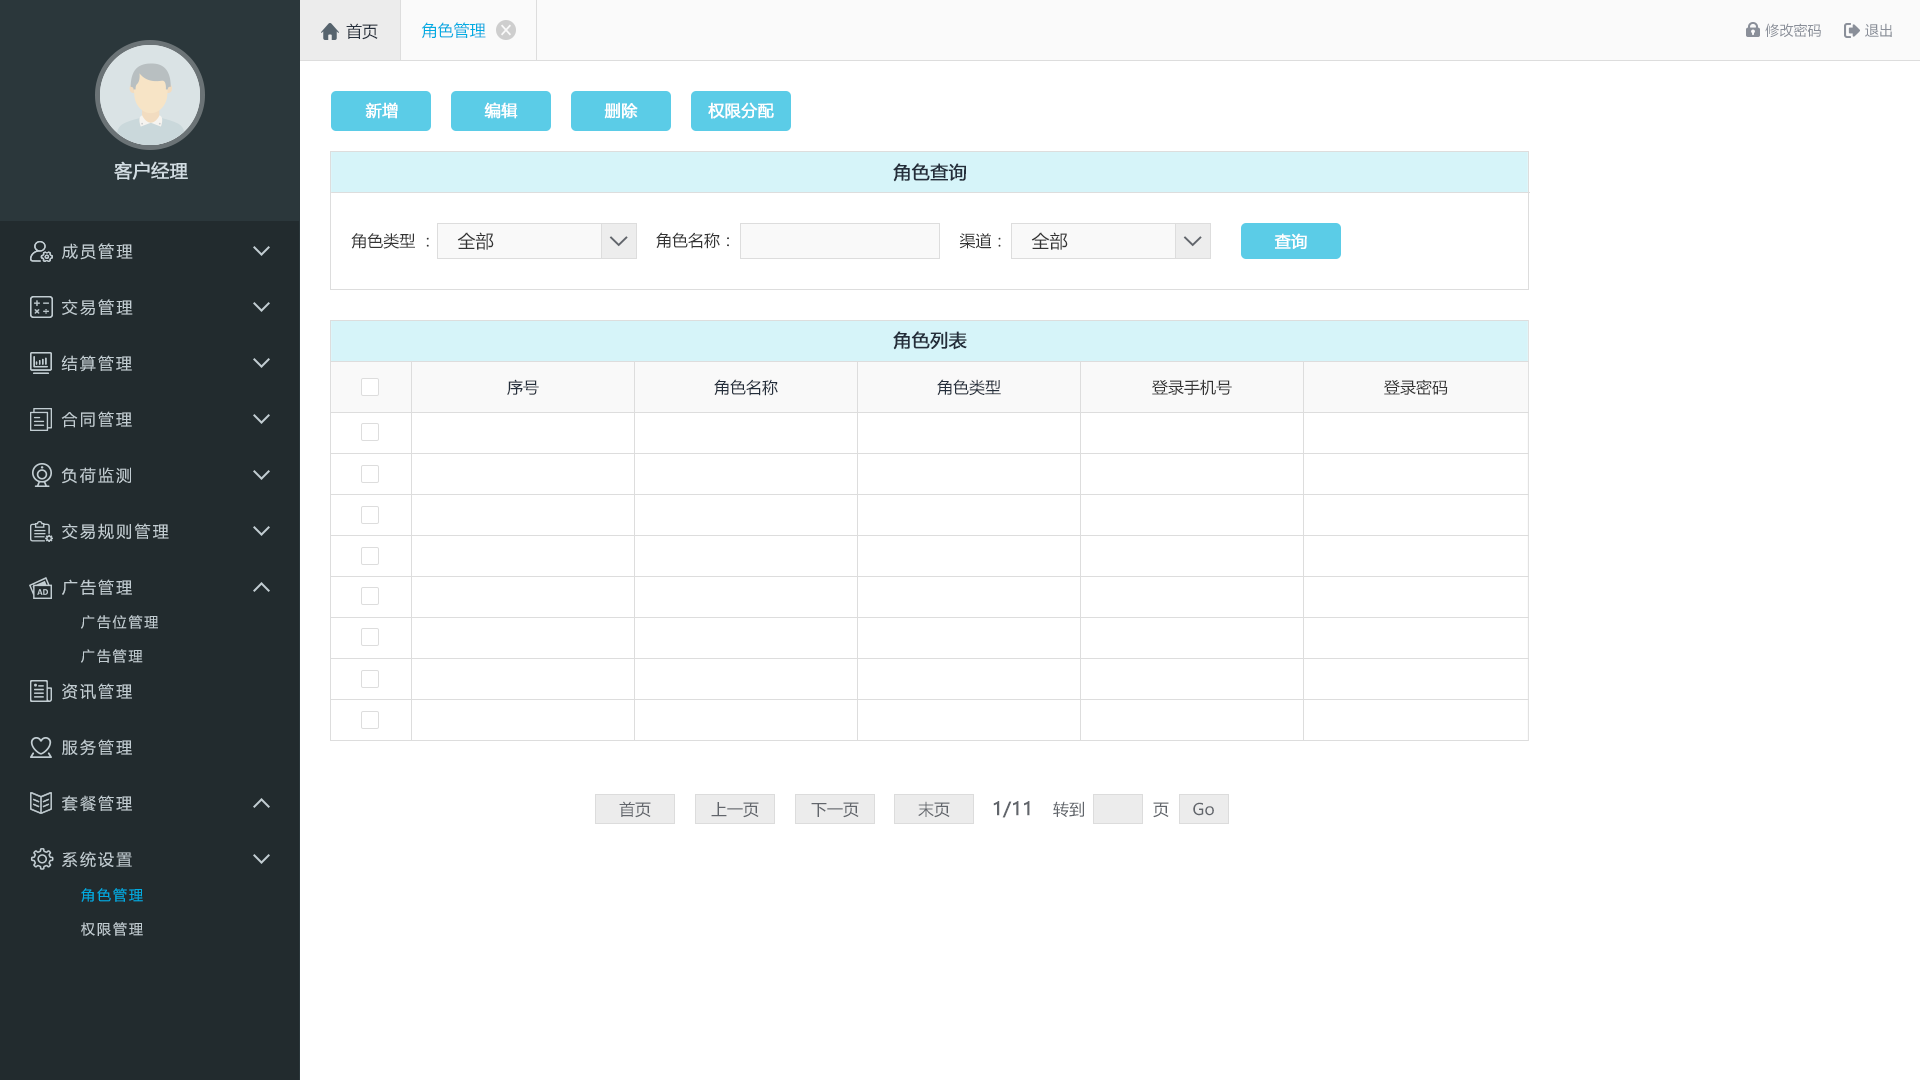 首页
角色管理
修改密码
退出
客户经理
成员管理
交易管理
结算管理
合同管理
负荷监测
交易规则管理
AD
广告管理
广告位管理
广告管理
资讯管理
服务管理
套餐管理
系统设置
角色管理
权限管理
新增
编辑
删除
权限分配
角色查询
角色类型 : 全部
角色名称 :
渠道 : 全部
查询
角色列表
序号 角色名称 角色类型 登录手机号 登录密码
首页 上一页 下一页 末页 1/11 转到 页 Go